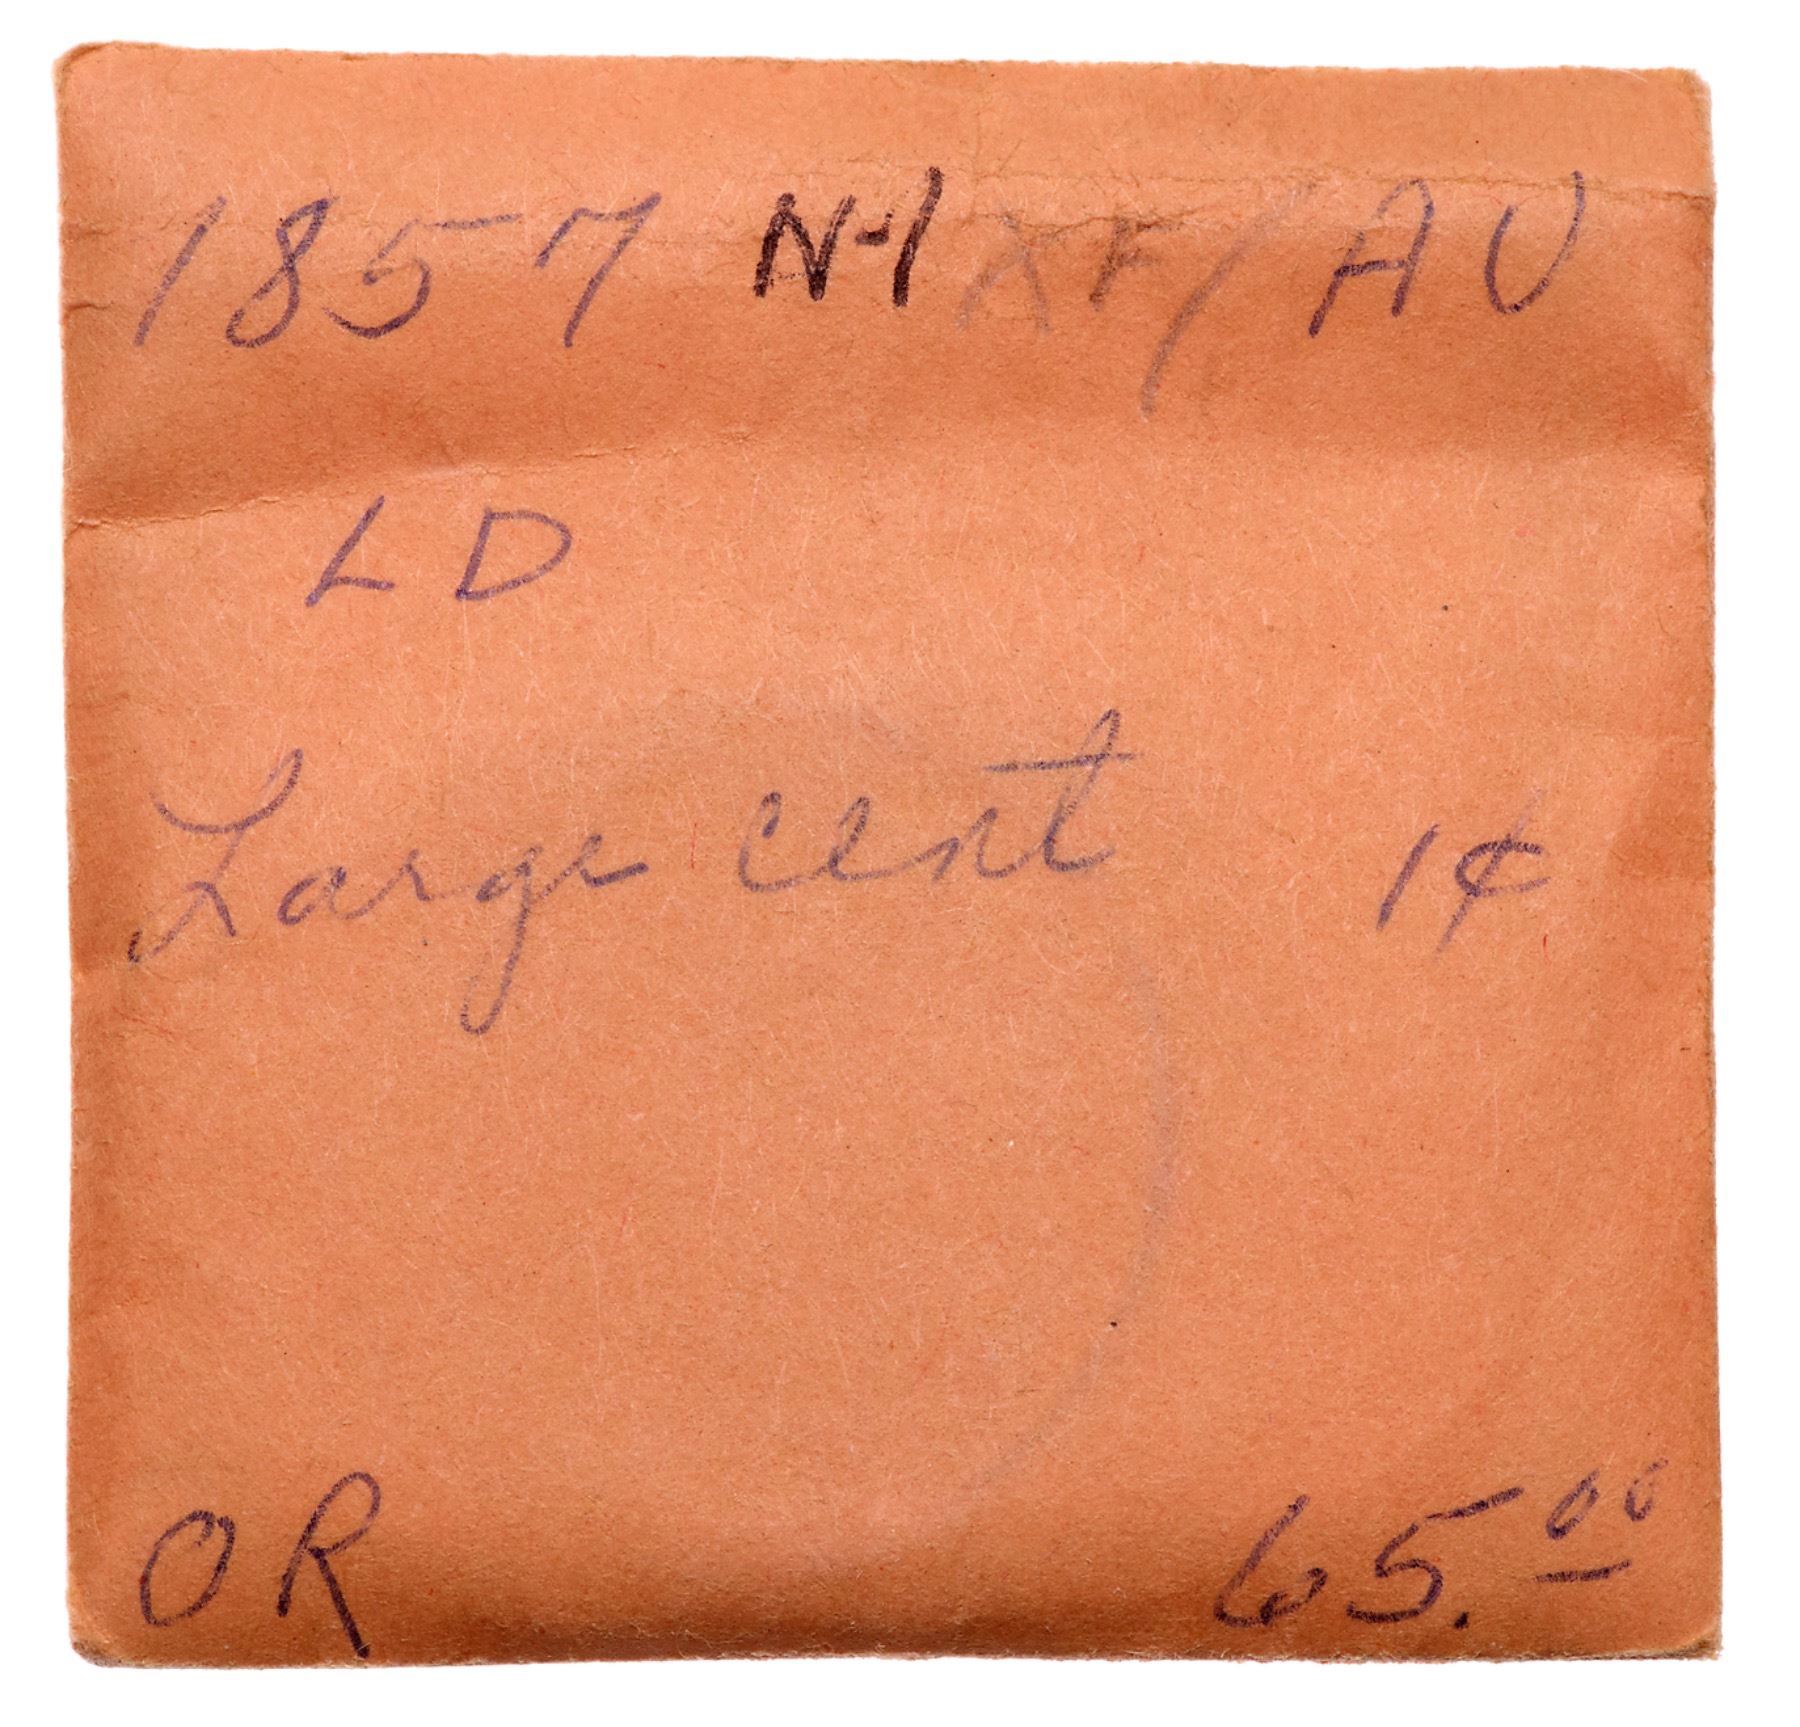 1857 N-1 XF/AU
LD
Large cent 1¢
OR 65.00